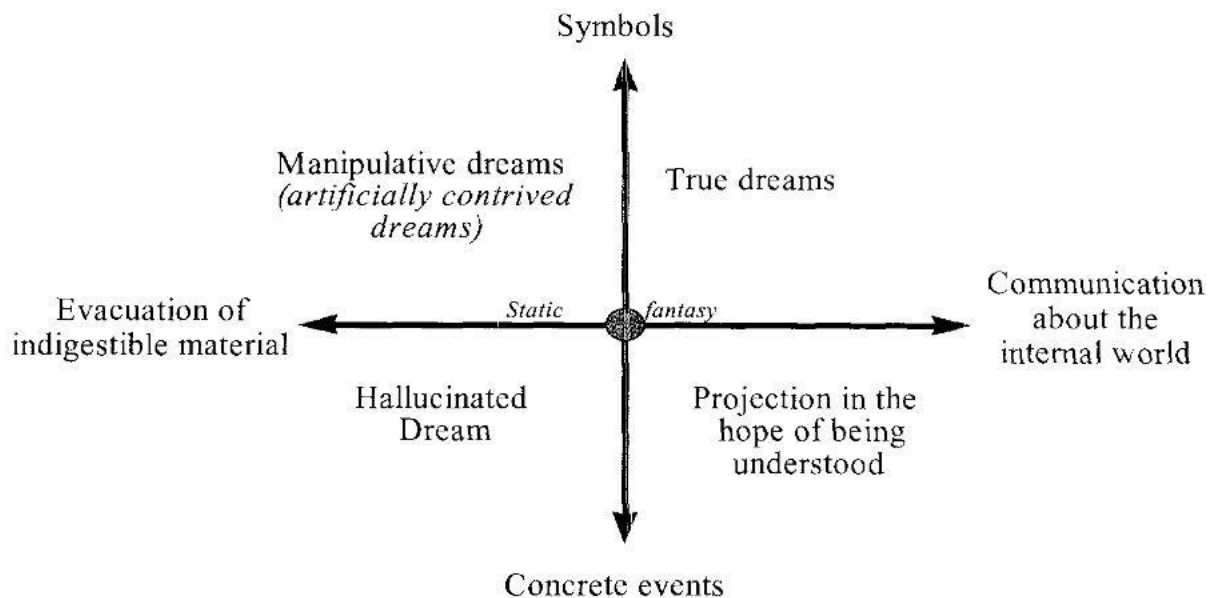 Symbols
Manipulative dreams
(artificially contrived
dreams)
True dreams
Evacuation of
indigestible material
Static
fantasy
Communication
about the
internal world
Hallucinated
Dream
Projection in the
hope of being
understood
Concrete events